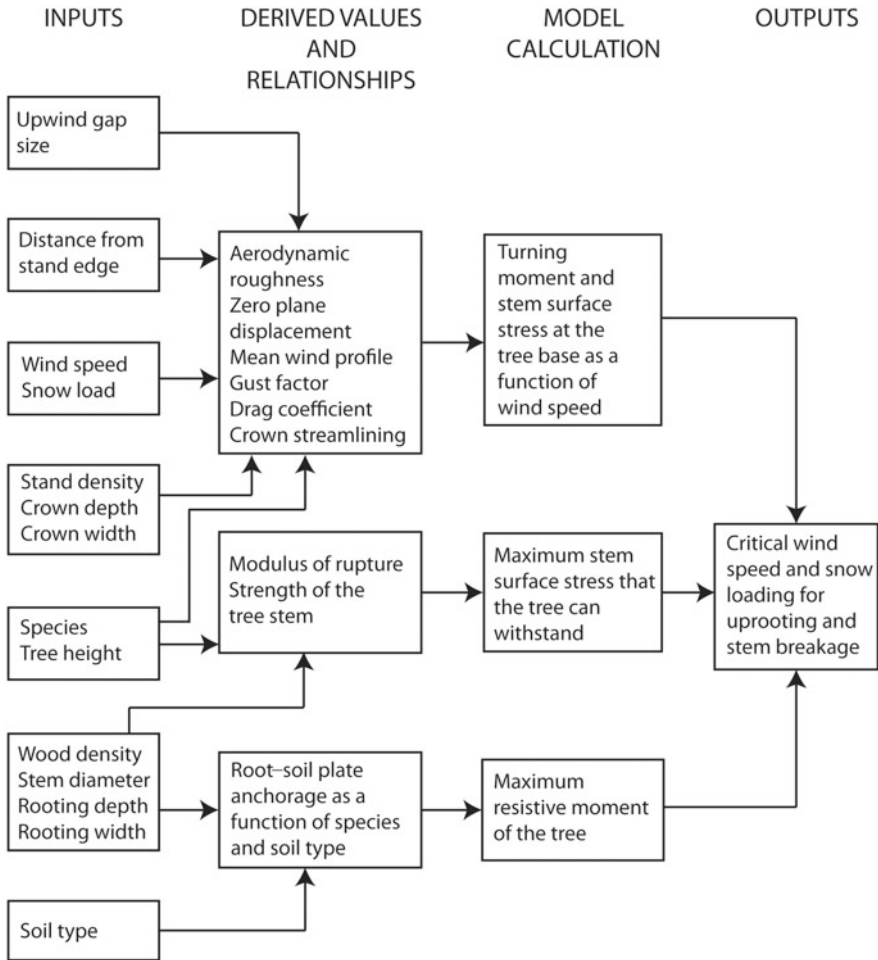 INPUTS
DERIVED VALUES
AND
RELATIONSHIPS
MODEL
CALCULATION
OUTPUTS
Upwind gap
size
Distance from
stand edge
Wind speed
Snow load
Stand density
Crown depth
Crown width
Species
Tree height
Wood density
Stem diameter
Rooting depth
Rooting width
Soil type
Aerodynamic
roughness
Zero plane
displacement
Mean wind profile
Gust factor
Drag coefficient
Crown streamlining
Modulus of rupture
Strength of the
tree stem
Root–soil plate
anchorage as a
function of species
and soil type
Turning
moment and
stem surface
stress at the
tree base as a
function of
wind speed
Maximum stem
surface stress that
the tree can
withstand
Maximum
resistive moment
of the tree
Critical wind
speed and snow
loading for
uprooting and
stem breakage